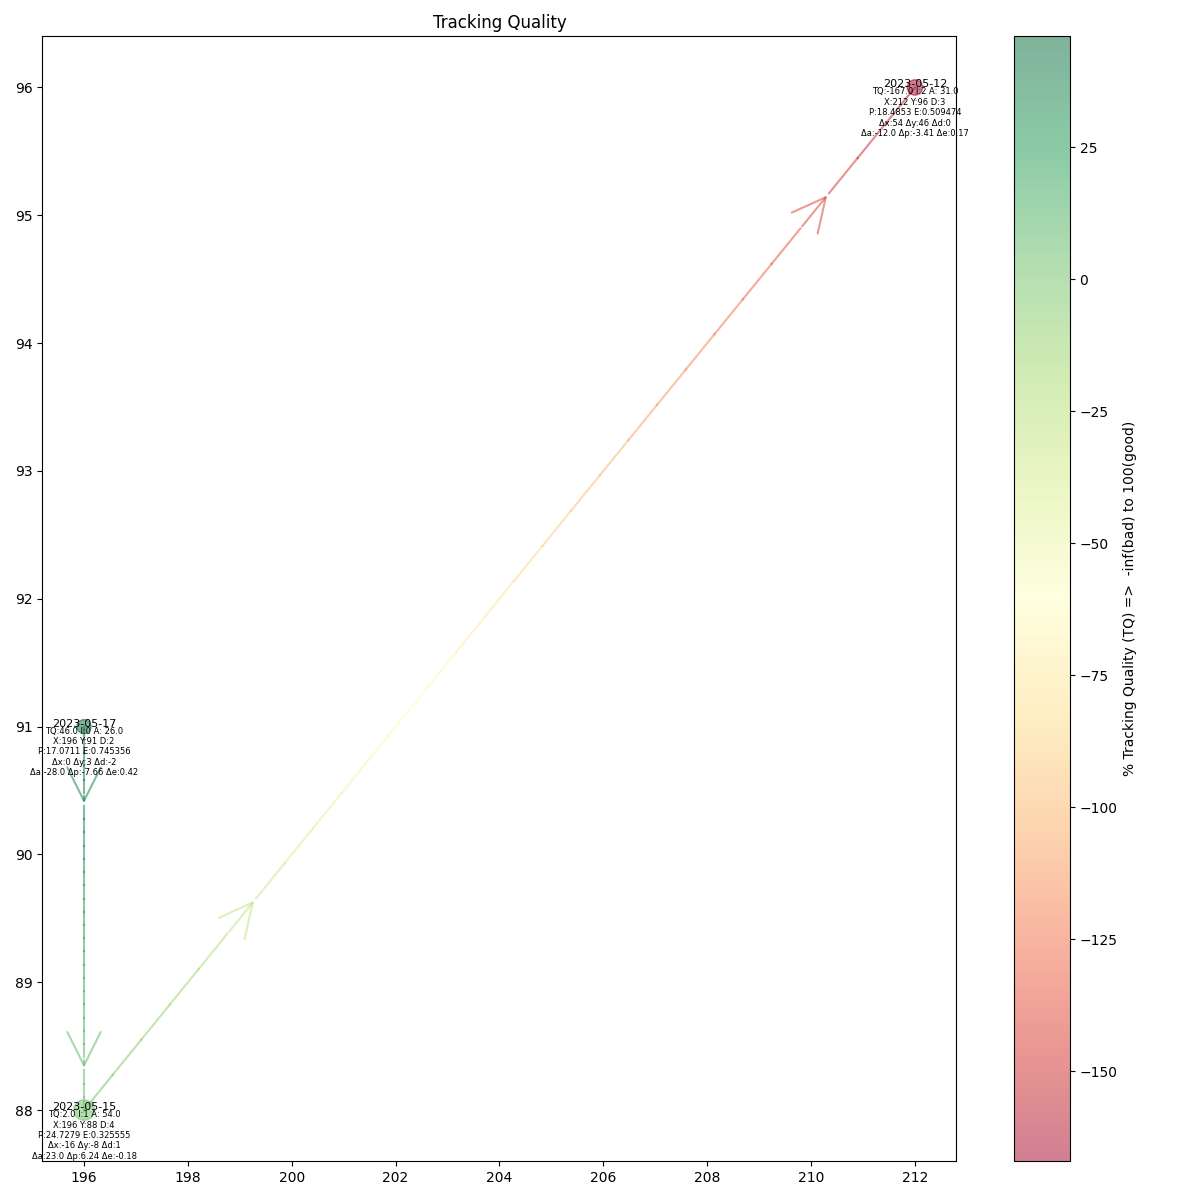 Tracking Quality
96
95
94
93
92
91
90
89
88
196
198
200
202
204
206
208
210
212
2023-05-12
TQ:-167.0 I:2 A: 31.0
X:212 Y:96 D:3
P:18.4853 E:0.509474
Δx:54 Δy:46 Δd:0
Δa:-12.0 Δp:-3.41 Δe:0.17
2023-05-17
TQ:46.0 I:0 A: 26.0
X:196 Y:91 D:2
P:17.0711 E:0.745356
Δx:0 Δy:3 Δd:-2
Δa:-28.0 Δp:-7.66 Δe:0.42
2023-05-15
TQ:2.0 I:1 A: 54.0
X:196 Y:88 D:4
P:24.7279 E:0.325555
Δx:-16 Δy:-8 Δd:1
Δa:23.0 Δp:6.24 Δe:-0.18
25
0
−25
−50
−75
−100
−125
−150
% Tracking Quality (TQ) => -inf(bad) to 100(good)